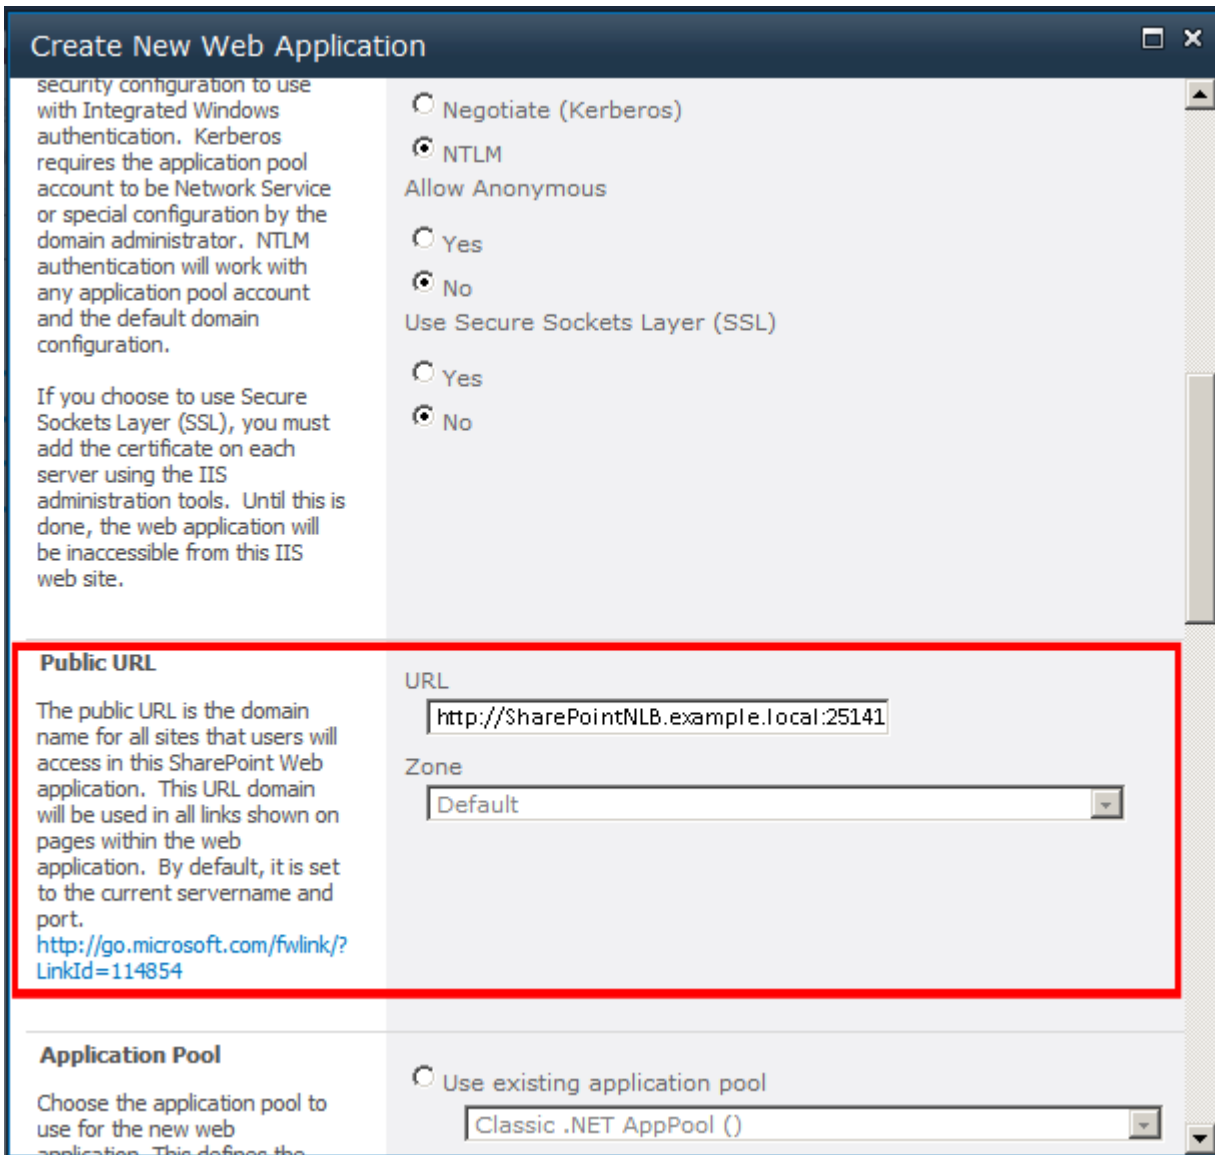 Create New Web Application
security configuration to use
with Integrated Windows
authentication.  Kerberos
requires the application pool
account to be Network Service
or special configuration by the
domain administrator.  NTLM
authentication will work with
any application pool account
and the default domain
configuration.
If you choose to use Secure
Sockets Layer (SSL), you must
add the certificate on each
server using the IIS
administration tools.  Until this is
done, the web application will
be inaccessible from this IIS
web site.
Negotiate (Kerberos)
NTLM
Allow Anonymous
Yes
No
Use Secure Sockets Layer (SSL)
Yes
No
Public URL
The public URL is the domain
name for all sites that users will
access in this SharePoint Web
application.  This URL domain
will be used in all links shown on
pages within the web
application.  By default, it is set
to the current servername and
port.
http://go.microsoft.com/fwlink/?
LinkId=114854
URL
http://SharePointNLB.example.local:25141
Zone
Default
Application Pool
Choose the application pool to
use for the new web
application. This defines the
Use existing application pool
Classic .NET AppPool ()